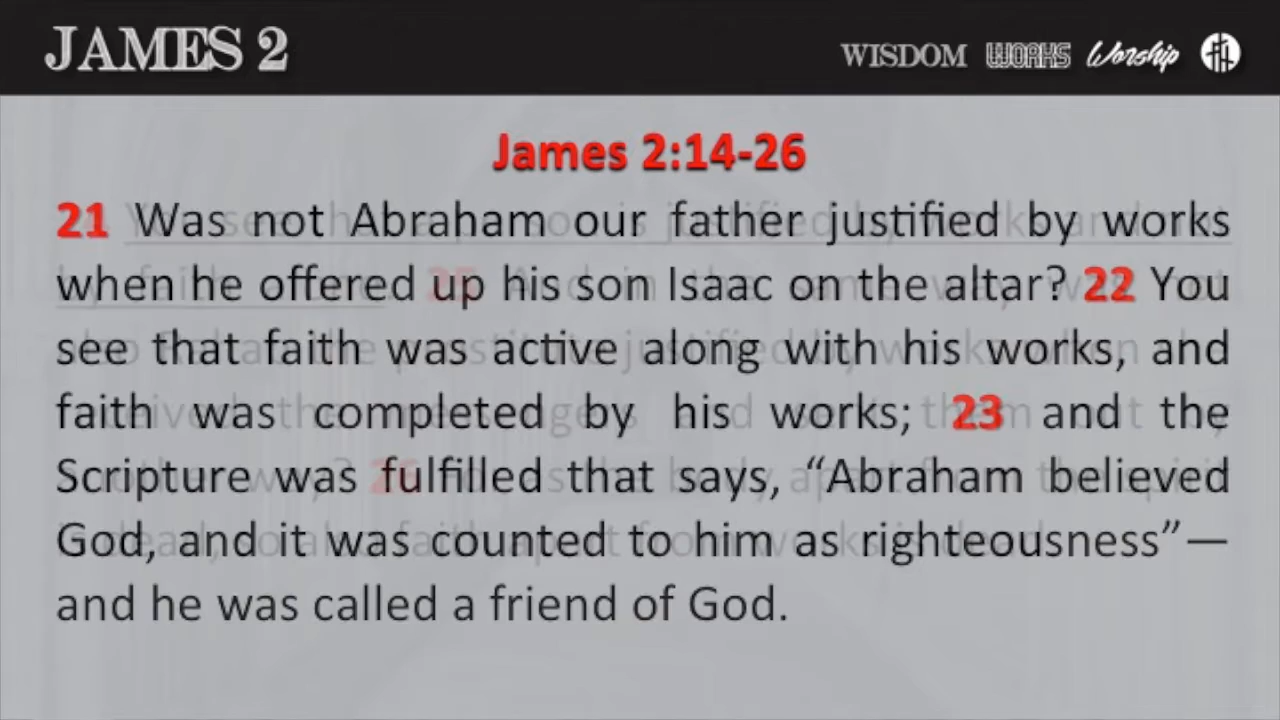 JAMES 2
WISDOM WORKS Worship
James 2:14-26
21 Was not Abraham our father justified by works
when he offered up his son Isaac on the altar? 22 You
see that faith was active along with his works, and
faith was completed by his works; 23 and the
Scripture was fulfilled that says, “Abraham believed
God, and it was counted to him as righteousness”—
and he was called a friend of God.